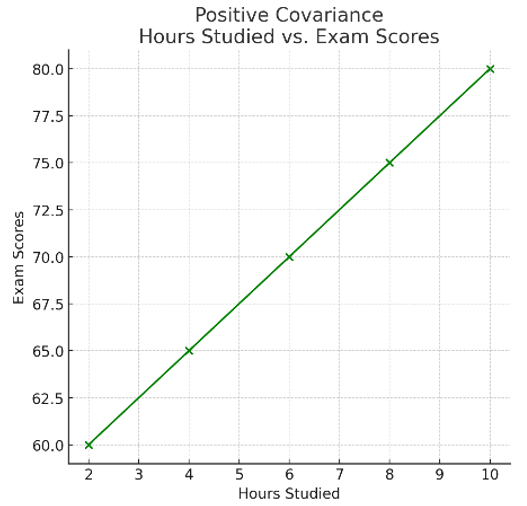 Positive Covariance
Hours Studied vs. Exam Scores
80.0
77.5
75.0
72.5
70.0
67.5
65.0
62.5
60.0
Exam Scores
2 3 4 5 6 7 8 9 10
Hours Studied